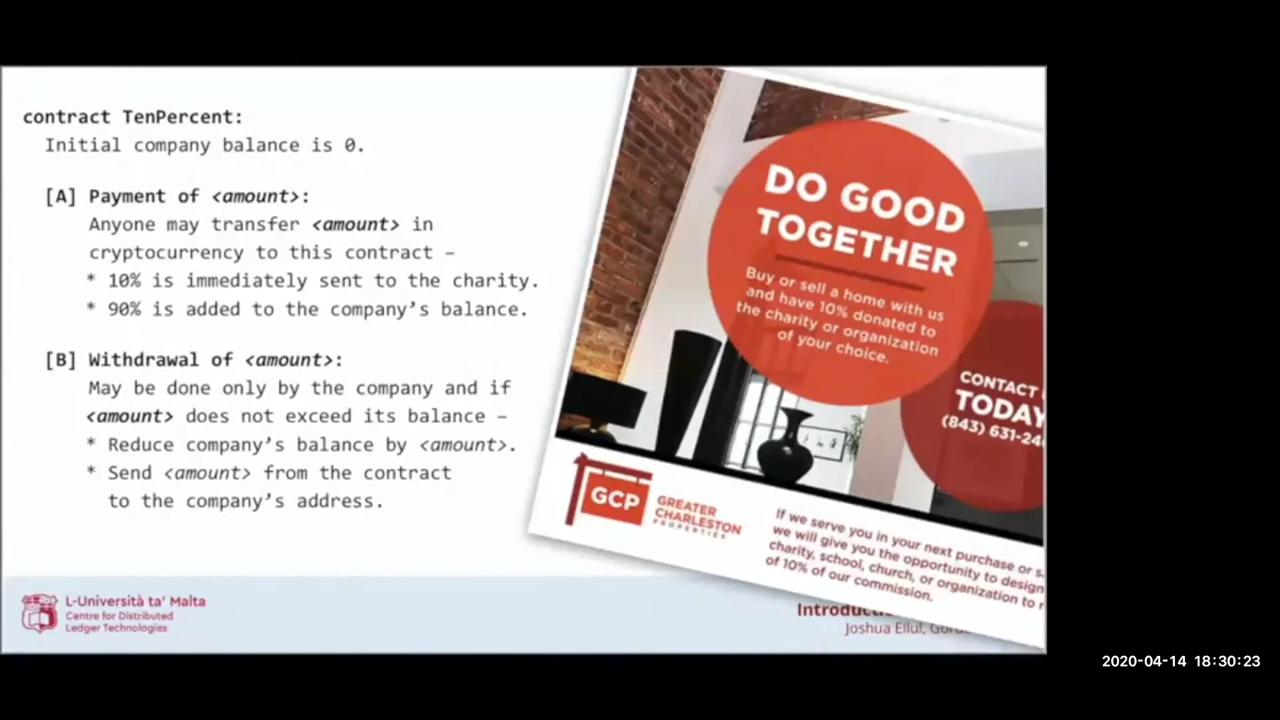 contract TenPercent:
Initial company balance is 0.
[A] Payment of <amount>:
Anyone may transfer <amount> in
cryptocurrency to this contract –
* 10% is immediately sent to the charity.
* 90% is added to the company’s balance.
[B] Withdrawal of <amount>:
May be done only by the company and if
<amount> does not exceed its balance –
* Reduce company’s balance by <amount>.
* Send <amount> from the contract
to the company’s address.
DO GOOD
TOGETHER
Buy or sell a home with us
and have 10% donated to
the charity or organization
of your choice.
CONTACT
TODAY
(843) 631-24
GCP
GREATER
CHARLESTON
PROPERTIES
If we serve you in your next purchase or s
we will give you the opportunity to design
charity, school, church, or organization to r
of 10% of our commission.
L-Università ta' Malta
Centre for Distributed
Ledger Technologies
Joshua Ellul,
2020-04-14 18:30:23